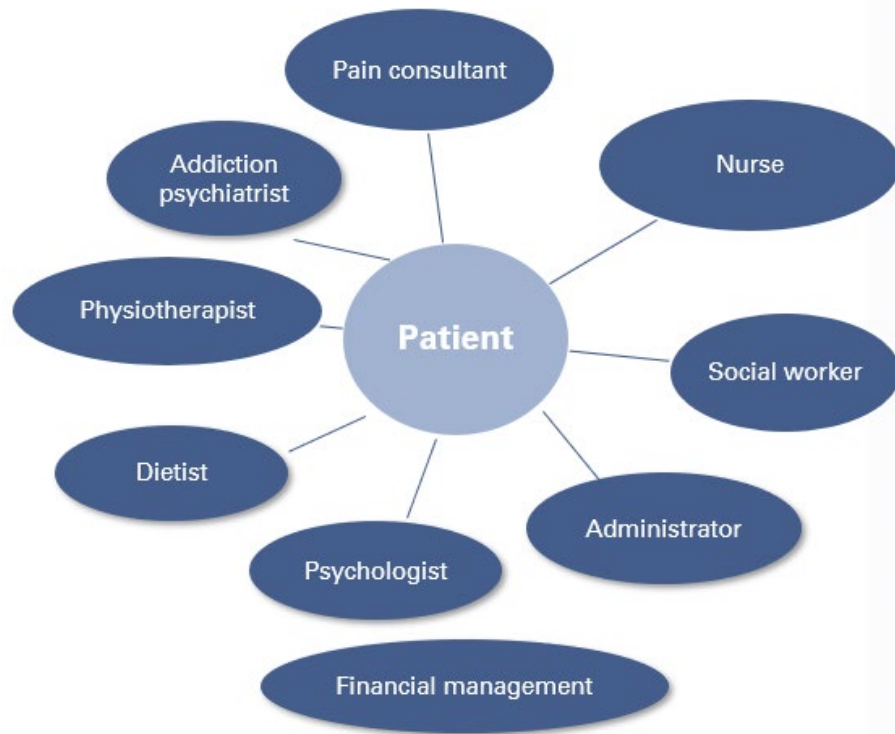 Pain consultant
Addiction
psychiatrist
Nurse
Physiotherapist
Patient
Social worker
Dietist
Administrator
Psychologist
Financial management